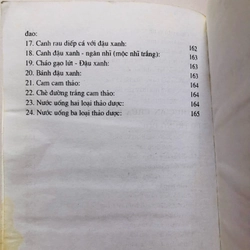 đao:
17. Canh rau diếp cá với đậu xanh: 162
18. Canh đậu xanh - ngân nhĩ (mộc nhĩ trắng): 163
19. Cháo gạo lứt - Đậu xanh: 163
20. Bánh đậu xanh: 163
21. Cam cam thảo: 164
22. Chè đường trắng cam thảo: 164
23. Nước uống hai loại thảo dược: 164
24. Nước uống ba loại thảo dược: 165